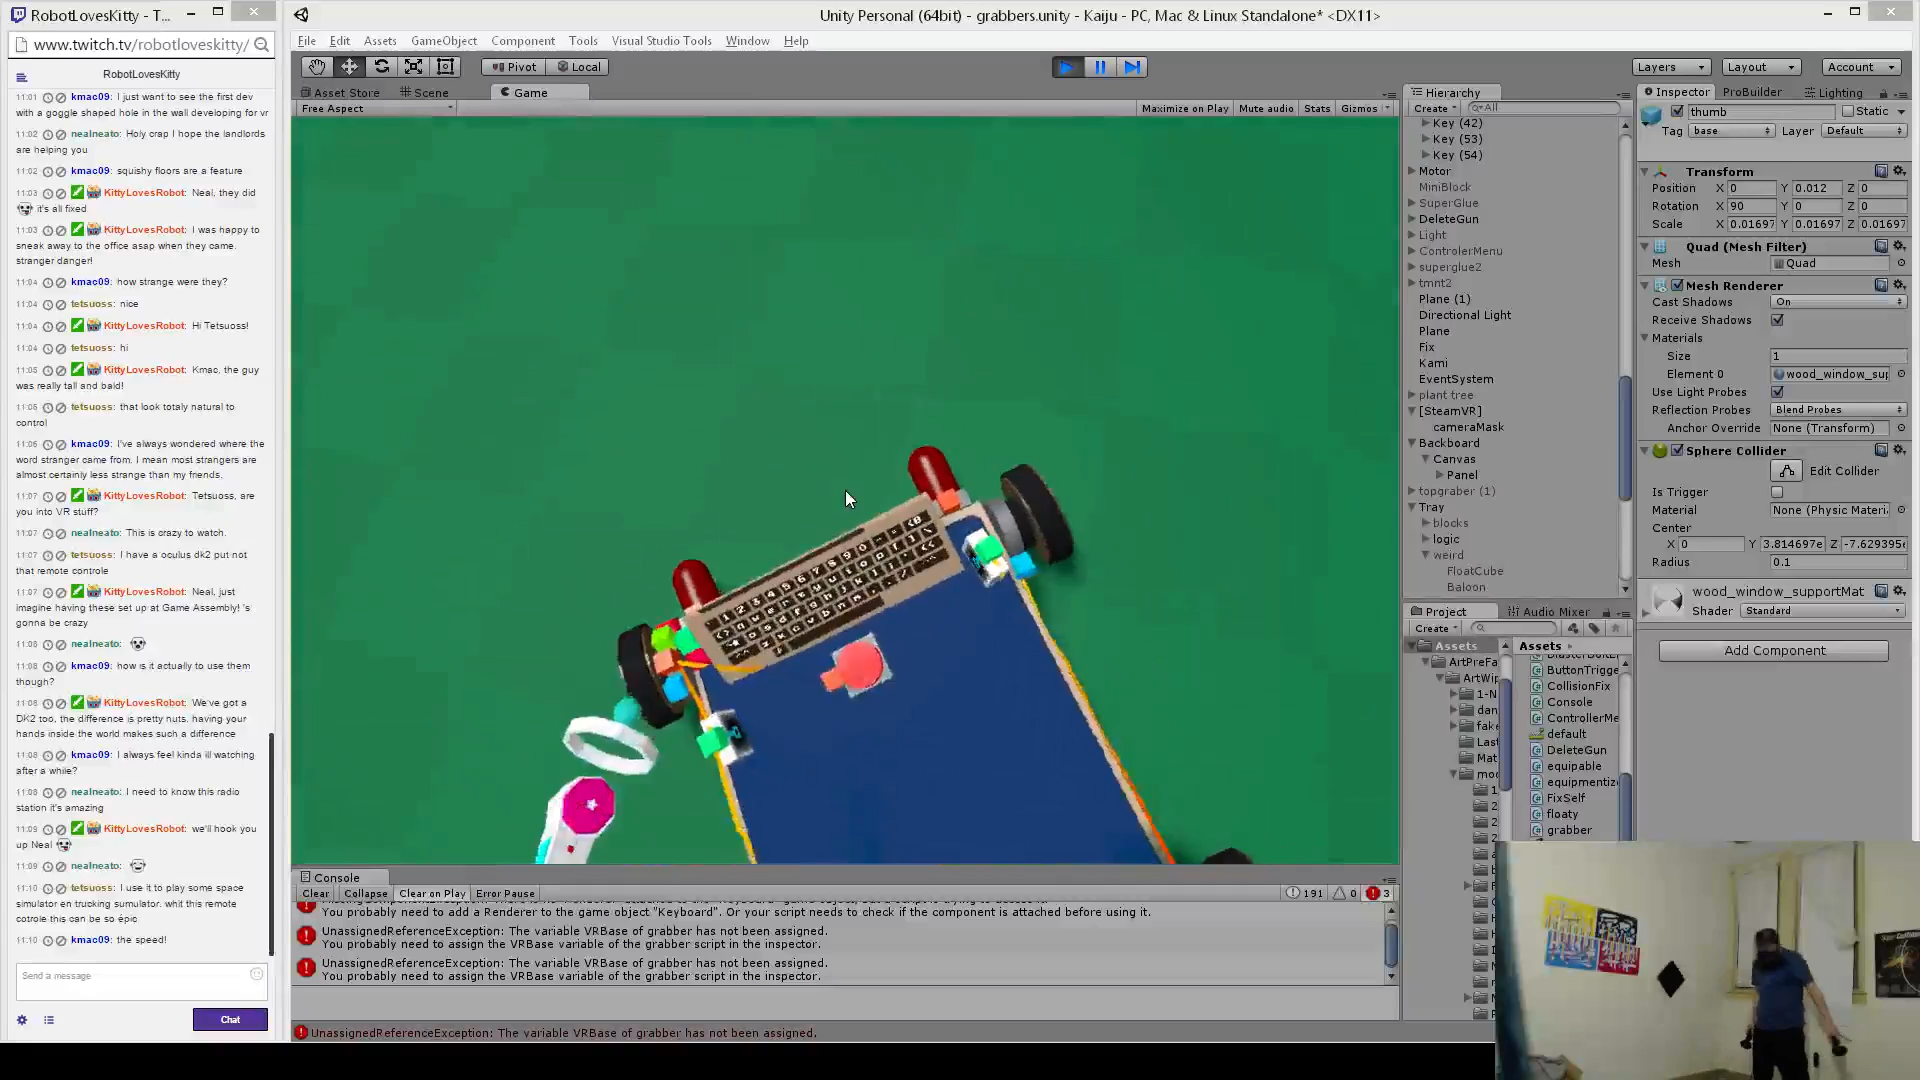 RobotLovesKitty - T...
www.twitch.tv/robotloveskitty/
RobotLovesKitty
11:01 kmac09: I just want to see the first dev
with a goggle shaped hole in the wall developing for vr
11:02 nealneato: Holy crap I hope the landlords
are helping you
11:02 kmac09: squishy floors are a feature
11:03 KittyLovesRobot: Neal, they did
it's all fixed
11:03 KittyLovesRobot: I was happy to
sneak away to the office asap when they came.
stranger danger!
11:04 kmac09: how strange were they?
11:04 tetsuoss: nice
11:04 KittyLovesRobot: Hi Tetsuoss!
11:04 tetsuoss: hi
11:05 KittyLovesRobot: Kmac, the guy
was really tall and bald!
11:06 tetsuoss: that look totaly natural to
control
11:06 kmac09: I've always wondered where the
word stranger came from. I mean most strangers are
almost certainly less strange than my friends.
11:07 KittyLovesRobot: Tetsuoss, are
you into VR stuff?
11:07 nealneato: This is crazy to watch.
11:07 tetsuoss: I have a oculus dk2 put not
that remote controle
11:07 KittyLovesRobot: Neal, just
imagine having these set up at Game Assembly! 's
gonna be crazy
11:08 nealneato:
11:08 kmac09: how is it actually to use them
though?
11:08 KittyLovesRobot: We've got a
DK2 too, the difference is pretty nuts. having your
hands inside the world makes such a difference
11:08 kmac09: I always feel kinda ill watching
after a while?
11:08 nealneato: I need to know this radio
station it's amazing
11:09 KittyLovesRobot: we'll hook you
up Neal
11:09 nealneato:
11:10 tetsuoss: I use it to play some space
simulator en trucking sumulator. whit this remote
cotrole this can be so épic
11:10 kmac09: the speed!
Send a message
Chat
Unity Personal (64bit) - grabbers.unity - Kaiju - PC, Mac & Linux Standalone* <DX11>
File Edit Assets GameObject Component Tools Visual Studio Tools Window Help
Pivot Local
Layers Layout Account
Asset Store Scene Game
Free Aspect
Maximize on Play Mute audio Stats Gizmos
Console
Clear Collapse Clear on Play Error Pause
191 0 3
You probably need to add a Renderer to the game object "Keyboard". Or your script needs to check if the component is attached before using it.
UnassignedReferenceException: The variable VRBase of grabber has not been assigned.
You probably need to assign the VRBase variable of the grabber script in the inspector.
UnassignedReferenceException: The variable VRBase of grabber has not been assigned.
You probably need to assign the VRBase variable of the grabber script in the inspector.
UnassignedReferenceException: The variable VRBase of grabber has not been assigned.
Hierarchy
Create All
Key (42)
Key (53)
Key (54)
Motor
MiniBlock
SuperGlue
DeleteGun
Light
ControlerMenu
superglue2
tmnt2
Plane (1)
Directional Light
Plane
Fix
Kami
EventSystem
plant tree
[SteamVR]
cameraMask
Backboard
Canvas
Panel
topgraber (1)
Tray
blocks
logic
weird
FloatCube
Baloon
Project Audio Mixer
Create
Assets
ArtPreFa
ArtWip
1-N
dan
fake
Last
Mat
mod
Assets
BlasterBolt
ButtonTrigge
CollisionFix
Console
ControllerMe
default
DeleteGun
equipable
equipmentize
FixSelf
floaty
grabber
Inspector ProBuilder Lighting
thumb Static
Tag base Layer Default
Transform
Position X 0 Y 0.012 Z 0
Rotation X 90 Y 0 Z 0
Scale X 0.01697 Y 0.01697 Z 0.01697
Quad (Mesh Filter)
Mesh Quad
Mesh Renderer
Cast Shadows On
Receive Shadows
Materials
Size 1
Element 0 wood_window_sup
Use Light Probes
Reflection Probes Blend Probes
Anchor Override None (Transform)
Sphere Collider
Edit Collider
Is Trigger
Material None (Physic Materi
Center
X 0 Y 3.814697e Z -7.629395e
Radius 0.1
wood_window_supportMat
Shader Standard
Add Component